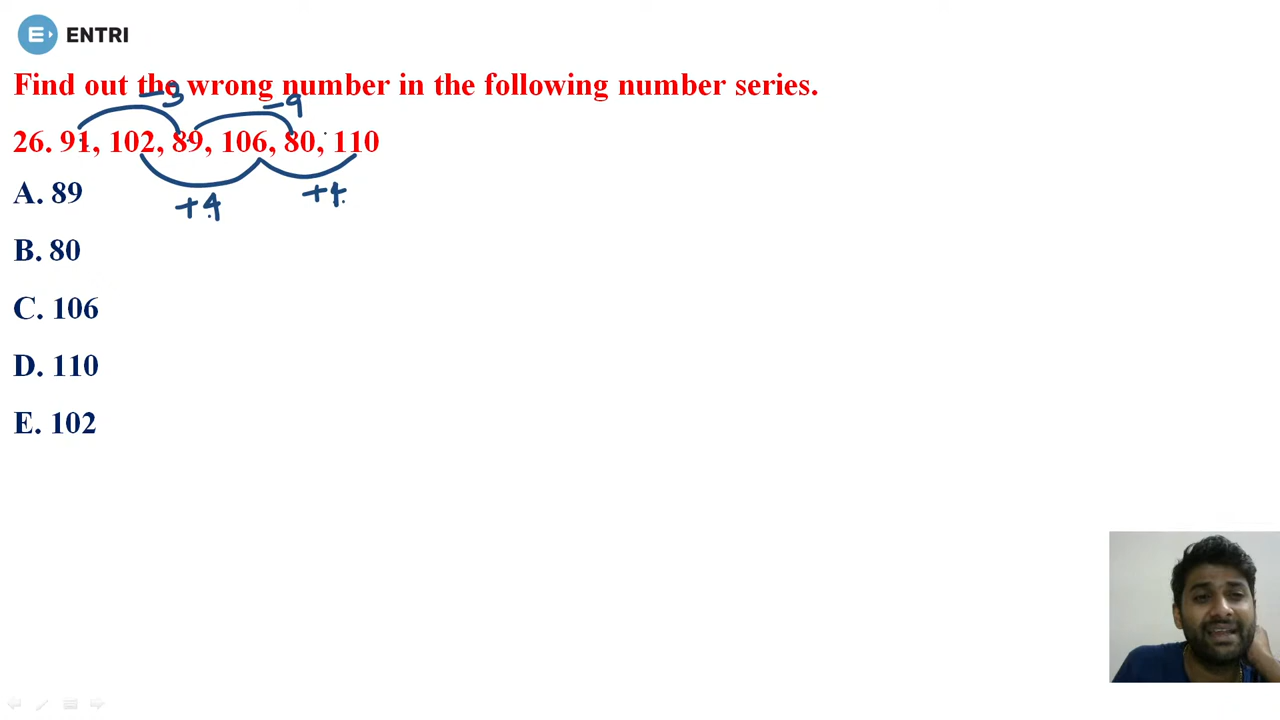 ENTRI
Find out the wrong number in the following number series.
-3 -9
26. 91, 102, 89, 106, 80, 110
+4 +4
A. 89
B. 80
C. 106
D. 110
E. 102